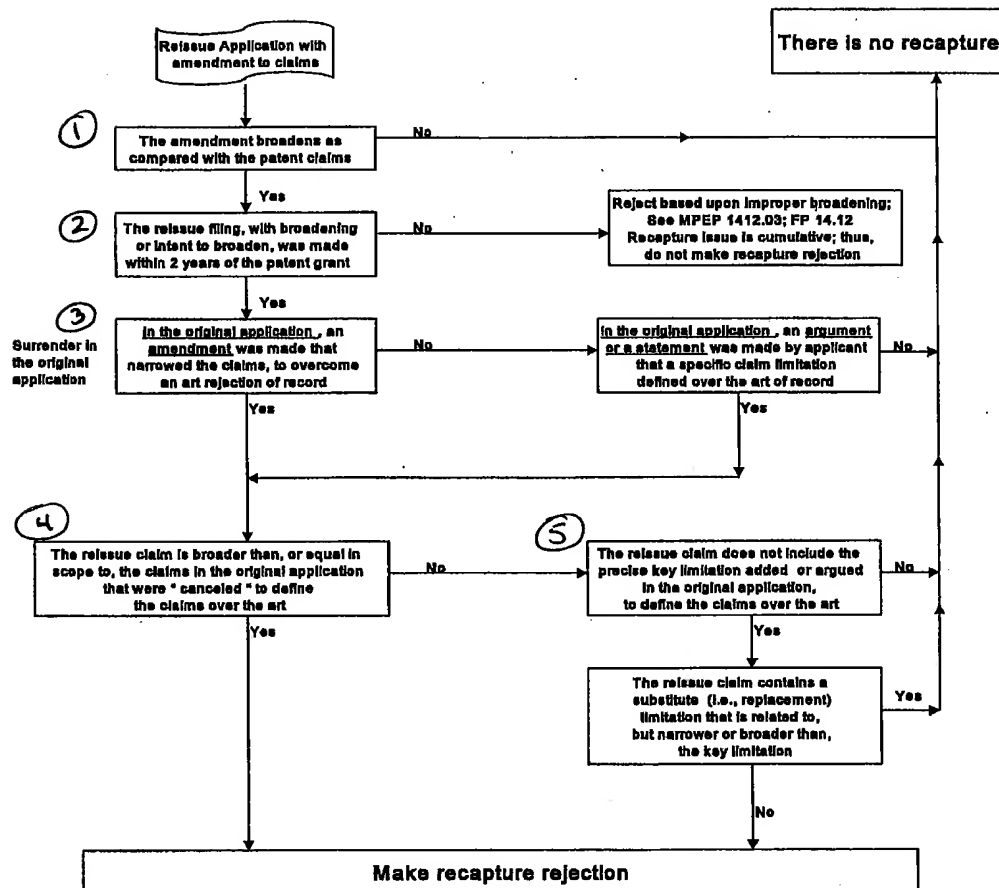 Reissue Application with
amendment to claims
There is no recapture
1
The amendment broadens as
compared with the patent claims
No
Yes
2
The reissue filing, with broadening
or intent to broaden, was made
within 2 years of the patent grant
No
Reject based upon improper broadening;
See MPEP 1412.03; FP 14.12
Recapture issue is cumulative; thus,
do not make recapture rejection
Yes
3
Surrender in
the original
application
In the original application , an
amendment was made that
narrowed the claims, to overcome
an art rejection of record
No
In the original application , an argument
or a statement was made by applicant
that a specific claim limitation
defined over the art of record
No
Yes
Yes
4
The reissue claim is broader than, or equal in
scope to, the claims in the original application
that were " canceled " to define
the claims over the art
No
5
The reissue claim does not include the
precise key limitation added or argued
in the original application,
to define the claims over the art
No
Yes
Yes
The reissue claim contains a
substitute (i.e., replacement)
limitation that is related to,
but narrower or broader than,
the key limitation
Yes
No
Make recapture rejection